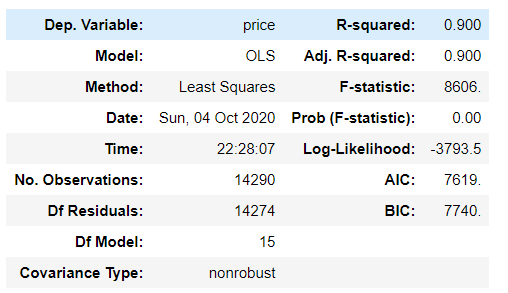 Dep. Variable: price R-squared: 0.900
Model: OLS Adj. R-squared: 0.900
Method: Least Squares F-statistic: 8606.
Date: Sun, 04 Oct 2020 Prob (F-statistic): 0.00
Time: 22:28:07 Log-Likelihood: -3793.5
No. Observations: 14290 AIC: 7619.
Df Residuals: 14274 BIC: 7740.
Df Model: 15
Covariance Type: nonrobust